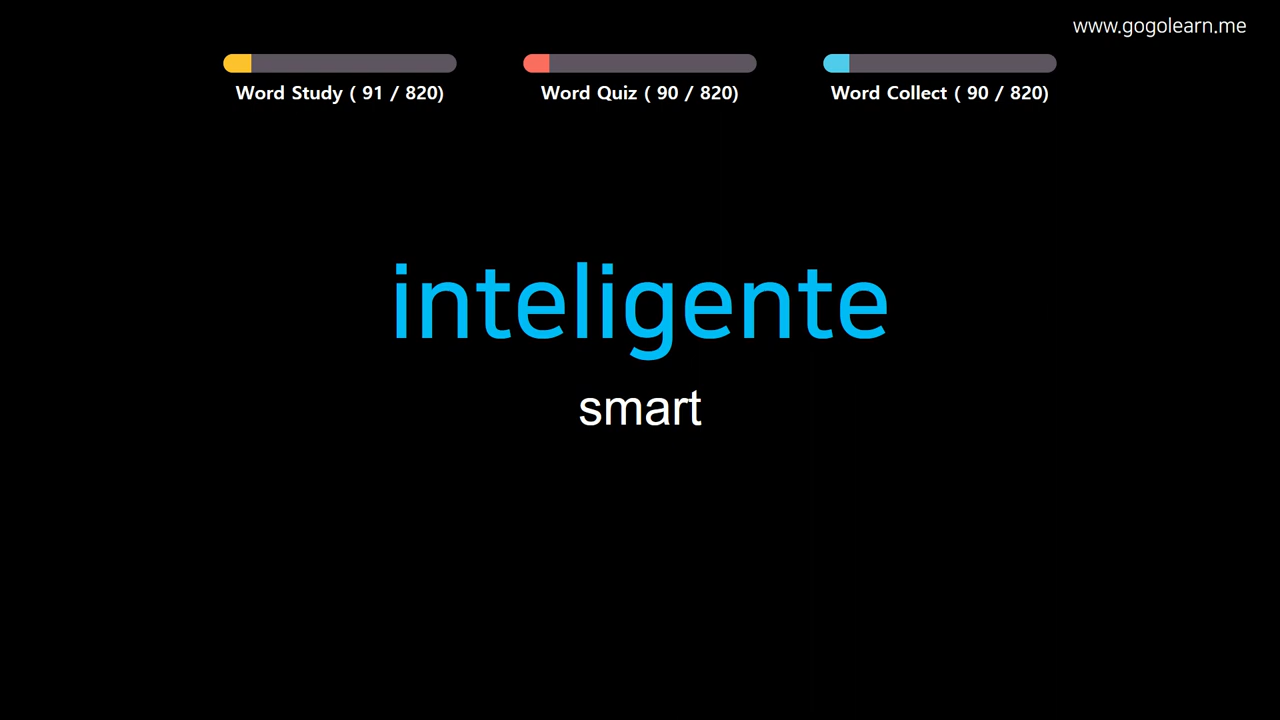 www.gogolearn.me
Word Study ( 91 / 820)
Word Quiz ( 90 / 820)
Word Collect ( 90 / 820)
inteligente
smart